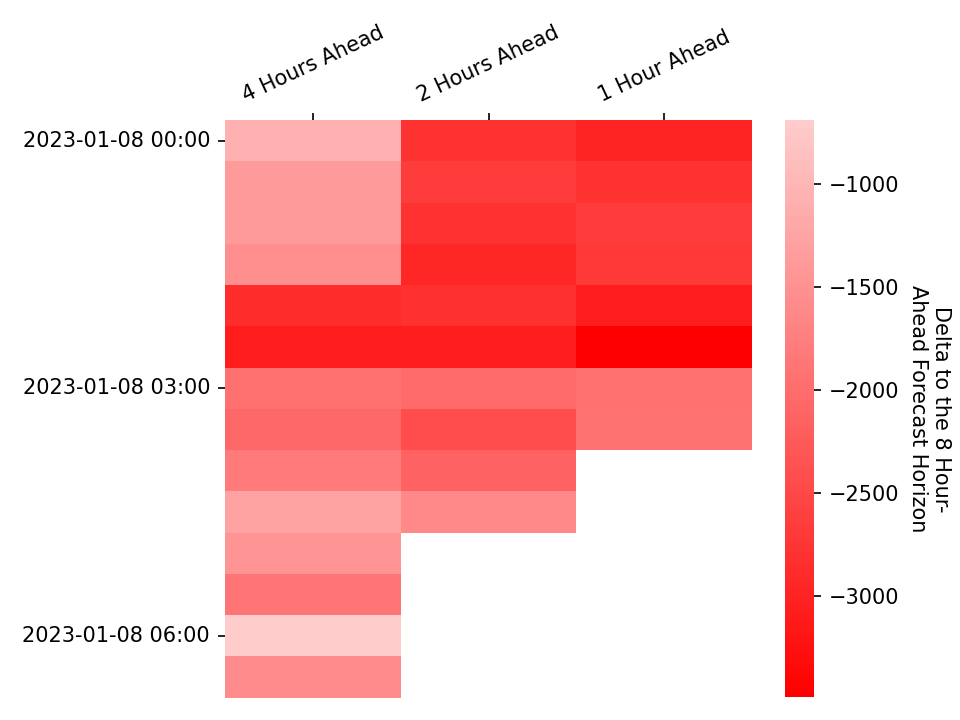 4 Hours Ahead
2 Hours Ahead
1 Hour Ahead
2023-01-08 00:00
2023-01-08 03:00
2023-01-08 06:00
−1000
−1500
−2000
−2500
−3000
Delta to the 8 Hour-
Ahead Forecast Horizon